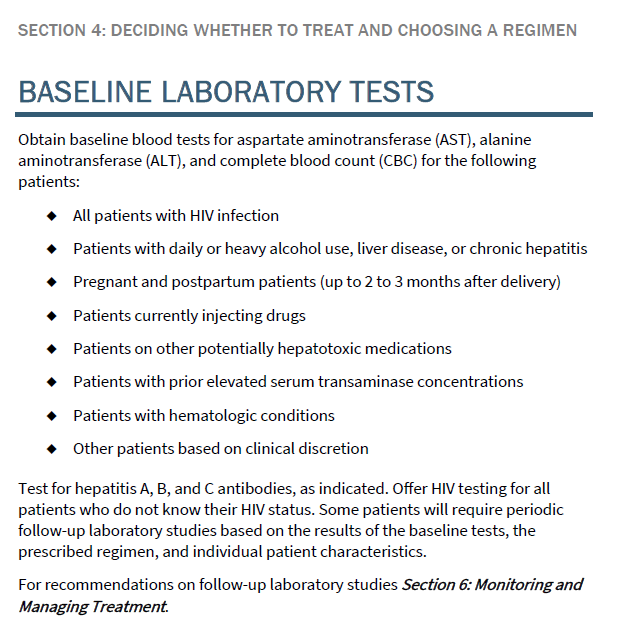 SECTION 4: DECIDING WHETHER TO TREAT AND CHOOSING A REGIMEN
BASELINE LABORATORY TESTS
Obtain baseline blood tests for aspartate aminotransferase (AST), alanine
aminotransferase (ALT), and complete blood count (CBC) for the following
patients:
◆ All patients with HIV infection
◆ Patients with daily or heavy alcohol use, liver disease, or chronic hepatitis
◆ Pregnant and postpartum patients (up to 2 to 3 months after delivery)
◆ Patients currently injecting drugs
◆ Patients on other potentially hepatotoxic medications
◆ Patients with prior elevated serum transaminase concentrations
◆ Patients with hematologic conditions
◆ Other patients based on clinical discretion
Test for hepatitis A, B, and C antibodies, as indicated. Offer HIV testing for all
patients who do not know their HIV status. Some patients will require periodic
follow-up laboratory studies based on the results of the baseline tests, the
prescribed regimen, and individual patient characteristics.
For recommendations on follow-up laboratory studies Section 6: Monitoring and
Managing Treatment.